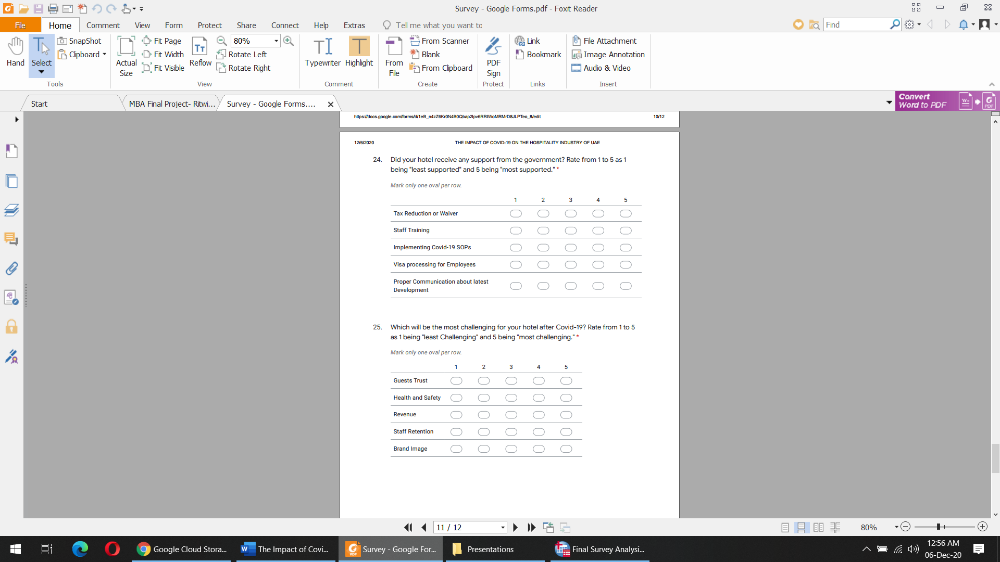 Survey - Google Forms.pdf - Foxit Reader
File Home Comment View Form Protect Share Connect Help Extras Tell me what you want to
Find
Hand
Select
SnapShot
Clipboard
Tools
Actual Size
Fit Page
Fit Width
Fit Visible
Reflow
80%
Rotate Left
Rotate Right
View
Typewriter
Highlight
Comment
From File
From Scanner
Blank
From Clipboard
Create
PDF Sign
Protect
Link
Bookmark
Links
File Attachment
Image Annotation
Audio & Video
Insert
Start
MBA Final Project- Ritwi...
Survey - Google Forms....
Convert
Word to PDF
10/12
12/6/2020 THE IMPACT OF COVID-19 ON THE HOSPITALITY INDUSTRY OF UAE
24. Did your hotel receive any support from the government? Rate from 1 to 5 as 1
being "least supported" and 5 being "most supported." *
Mark only one oval per row.
1 2 3 4 5
Tax Reduction or Waiver
Staff Training
Implementing Covid-19 SOPs
Visa processing for Employees
Proper Communication about latest
Development
25. Which will be the most challenging for your hotel after Covid-19? Rate from 1 to 5
as 1 being "least Challenging" and 5 being "most challenging." *
Mark only one oval per row.
1 2 3 4 5
Guests Trust
Health and Safety
Revenue
Staff Retention
Brand Image
11 / 12
80%
Google Cloud Stora...
The Impact of Covi...
Survey - Google For...
Presentations
Final Survey Analysi...
12:56 AM
06-Dec-20